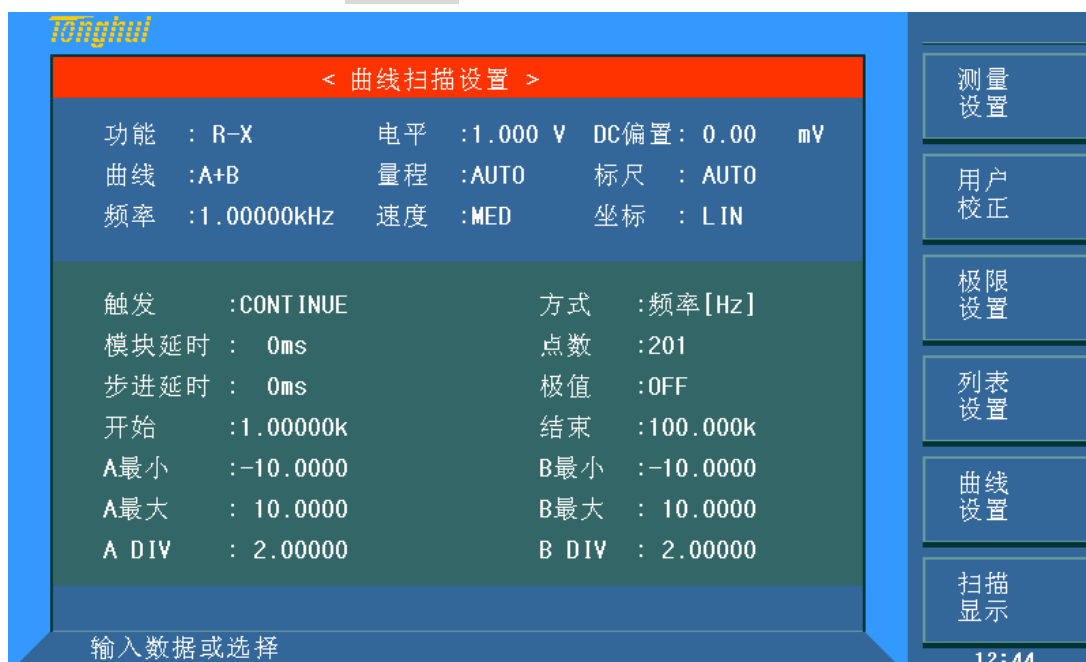 Tonghui
< 曲线扫描设置 >
功能 : R-X 电平 :1.000 V DC偏置: 0.00 mV
曲线 :A+B 量程 :AUTO 标尺 : AUTO
频率 :1.00000kHz 速度 :MED 坐标 : LIN
触发 :CONTINUE 方式 :频率[Hz]
模块延时 : 0ms 点数 :201
步进延时 : 0ms 极值 :OFF
开始 :1.00000k 结束 :100.000k
A最小 :-10.0000 B最小 :-10.0000
A最大 : 10.0000 B最大 : 10.0000
A DIV : 2.00000 B DIV : 2.00000
输入数据或选择
测量
设置
用户
校正
极限
设置
列表
设置
曲线
设置
扫描
显示
12:44